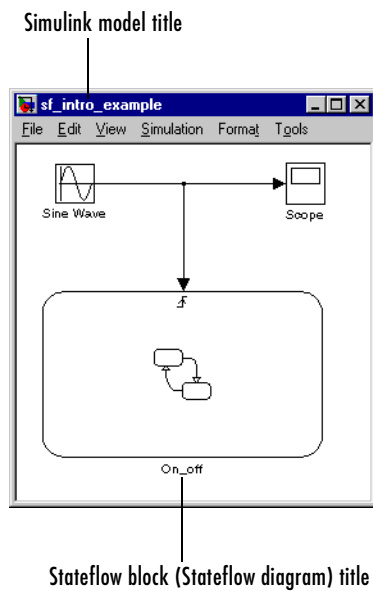 Simulink model title
sf_intro_example
File Edit View Simulation Format Tools
Sine Wave
Scope
On_off
Stateflow block (Stateflow diagram) title